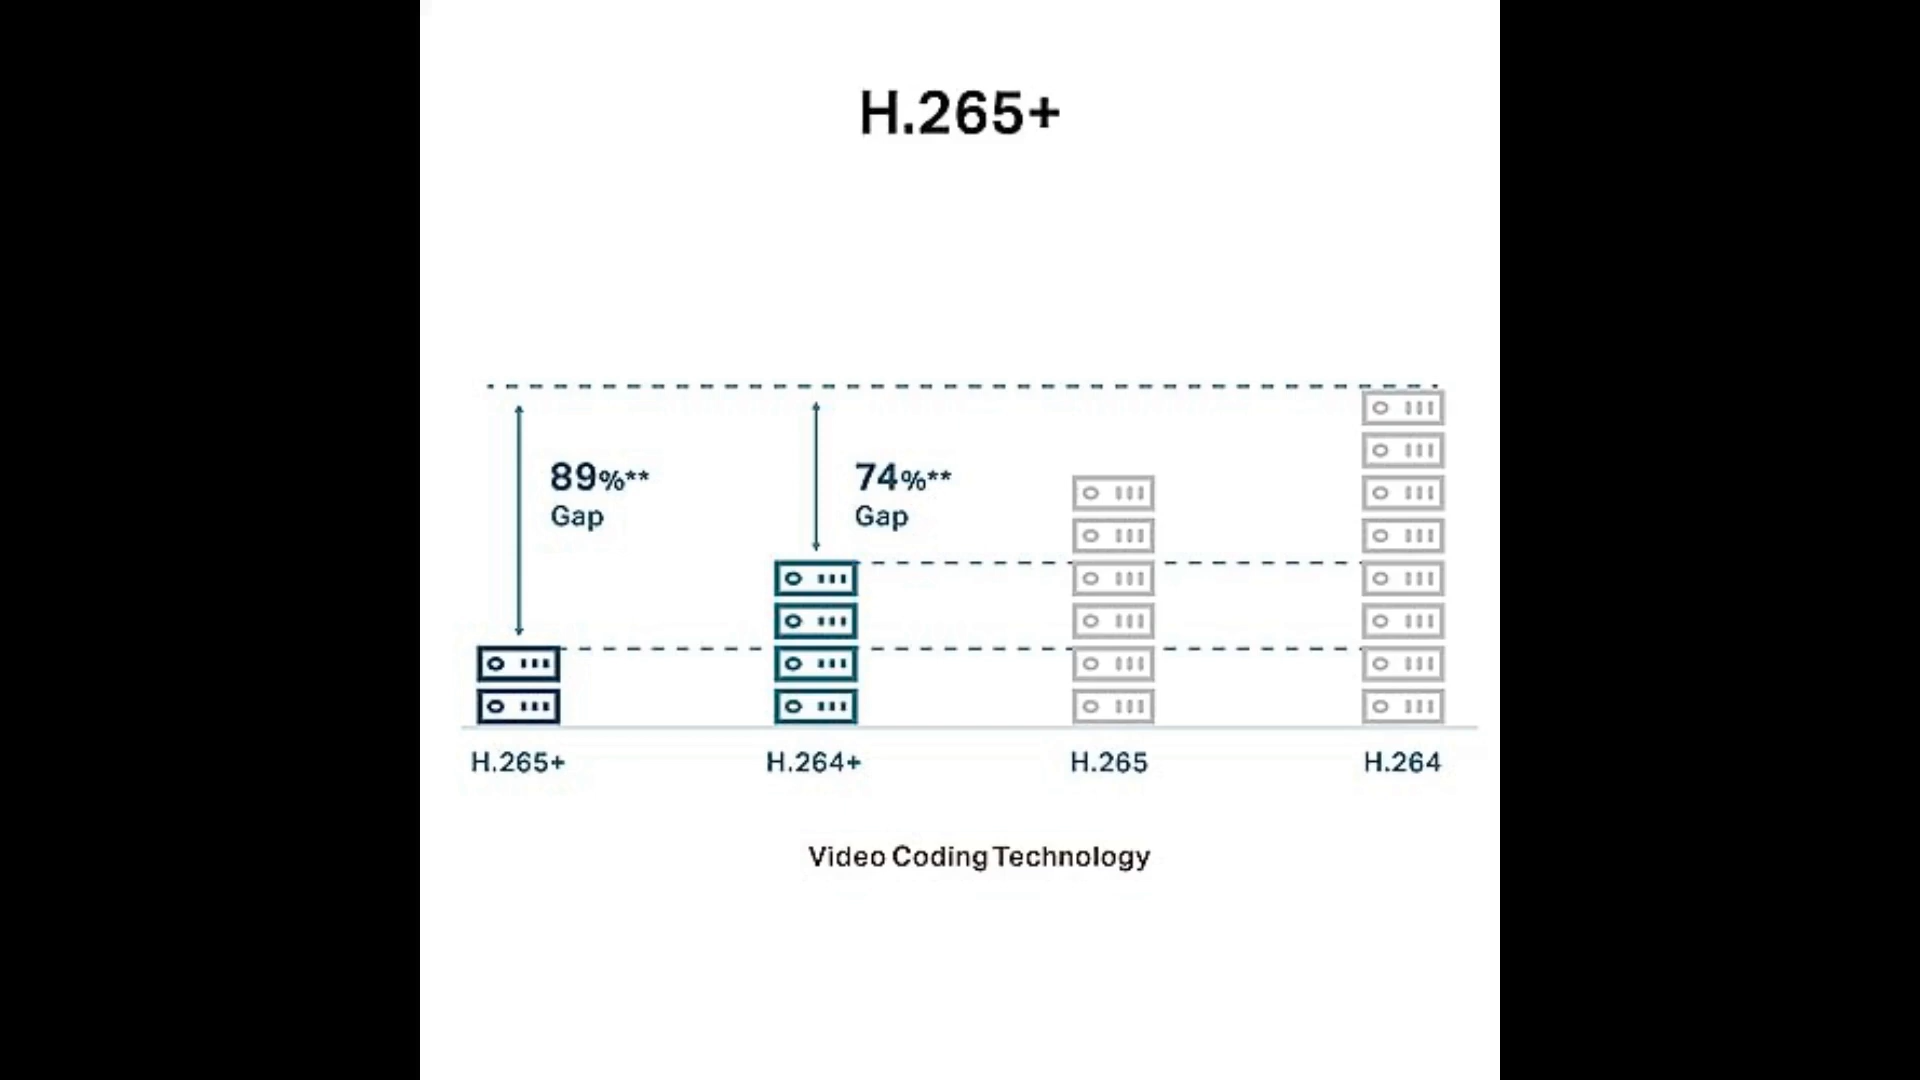 H.265+
89%**
Gap
74%**
Gap
H.265+
H.264+
H.265
H.264
Video Coding Technology